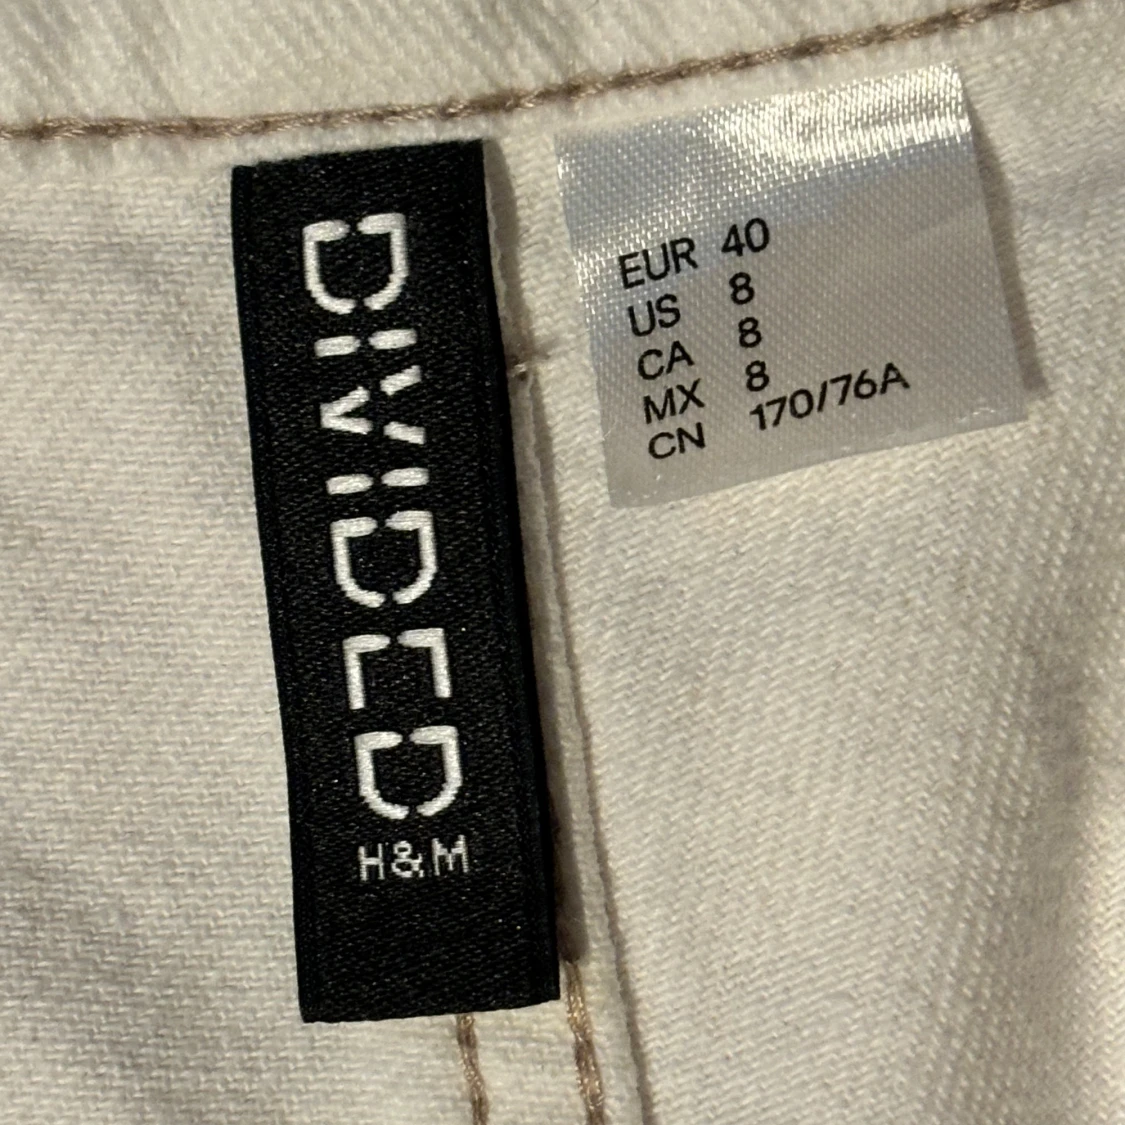 DIVIDED
H&M
EUR 40
US 8
CA 8
MX 8
CN 170/76A